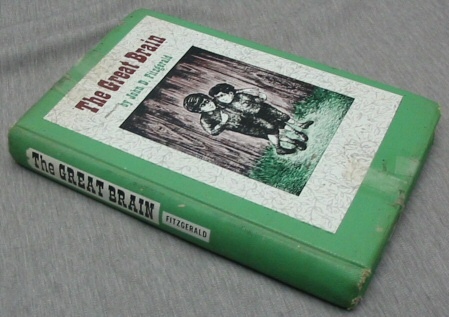 The Great Brain
by John D. Fitzgerald
The GREAT BRAIN
FITZGERALD